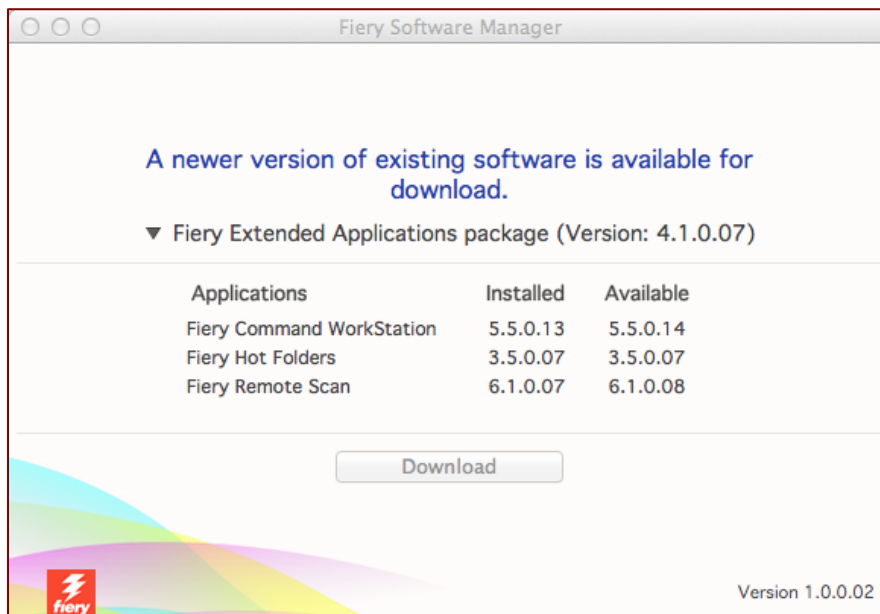 Fiery Software Manager
A newer version of existing software is available for
download.
▼ Fiery Extended Applications package (Version: 4.1.0.07)
Applications Installed Available
Fiery Command WorkStation 5.5.0.13 5.5.0.14
Fiery Hot Folders 3.5.0.07 3.5.0.07
Fiery Remote Scan 6.1.0.07 6.1.0.08
Download
fiery
Version 1.0.0.02